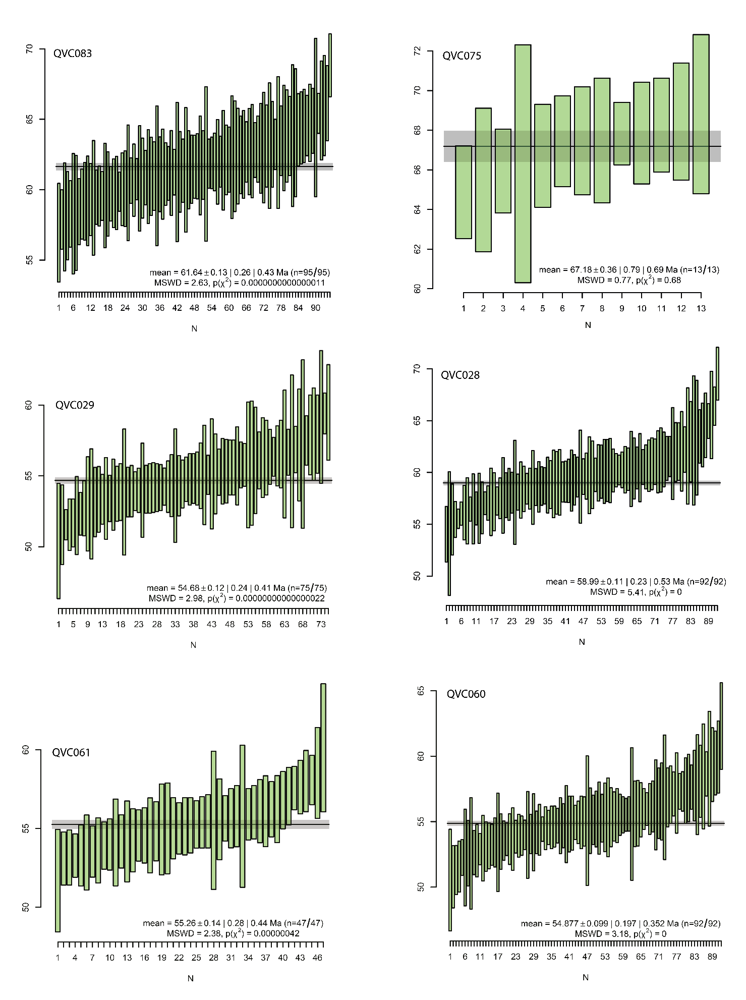 QVC083
70
65
60
55
mean = 61.64 ± 0.13 | 0.26 | 0.43 Ma (n=95/95)
MSWD = 2.63, p(χ²) = 0.0000000000000011
1 6 12 18 24 30 36 42 48 54 60 66 72 78 84 90
N
QVC075
72
70
68
66
64
62
60
mean = 67.18 ± 0.36 | 0.79 | 0.69 Ma (n=13/13)
MSWD = 0.77, p(χ²) = 0.68
1 2 3 4 5 6 7 8 9 10 11 12 13
N
QVC029
60
55
50
mean = 54.68 ± 0.12 | 0.24 | 0.41 Ma (n=75/75)
MSWD = 2.98, p(χ²) = 0.00000000000000022
1 5 9 13 18 23 28 33 38 43 48 53 58 63 68 73
N
QVC028
70
65
60
55
50
mean = 58.99 ± 0.11 | 0.23 | 0.53 Ma (n=92/92)
MSWD = 5.41, p(χ²) = 0
1 6 11 17 23 29 35 41 47 53 59 65 71 77 83 89
N
QVC061
60
55
50
mean = 55.26 ± 0.14 | 0.28 | 0.44 Ma (n=47/47)
MSWD = 2.38, p(χ²) = 0.00000042
1 4 7 10 13 16 19 22 25 28 31 34 37 40 43 46
N
QVC060
65
60
55
50
mean = 54.877 ± 0.099 | 0.197 | 0.352 Ma (n=92/92)
MSWD = 3.18, p(χ²) = 0
1 6 11 17 23 29 35 41 47 53 59 65 71 77 83 89
N